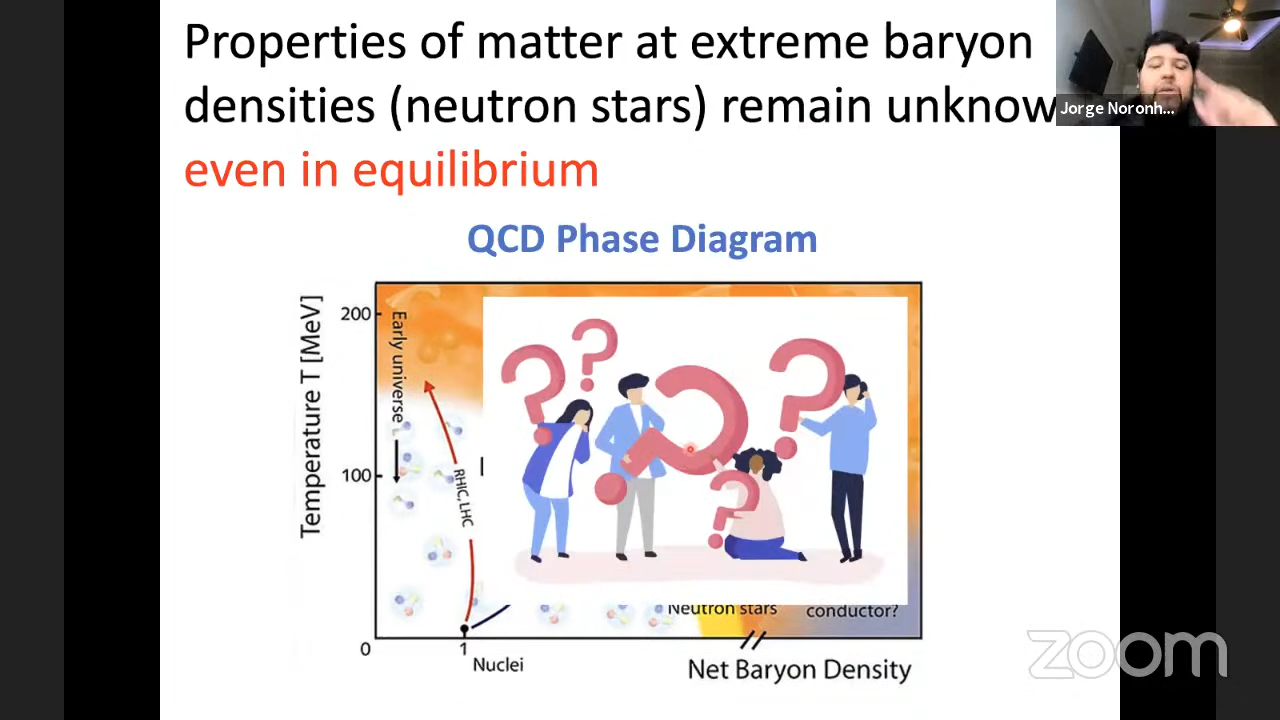 Properties of matter at extreme baryon
densities (neutron stars) remain unknow
even in equilibrium
Jorge Noronh...
QCD Phase Diagram
Temperature T [MeV]
200
100
0
Early universe
RHIC, LHC
1
Nuclei
Neutron stars
conductor?
Net Baryon Density
zoom